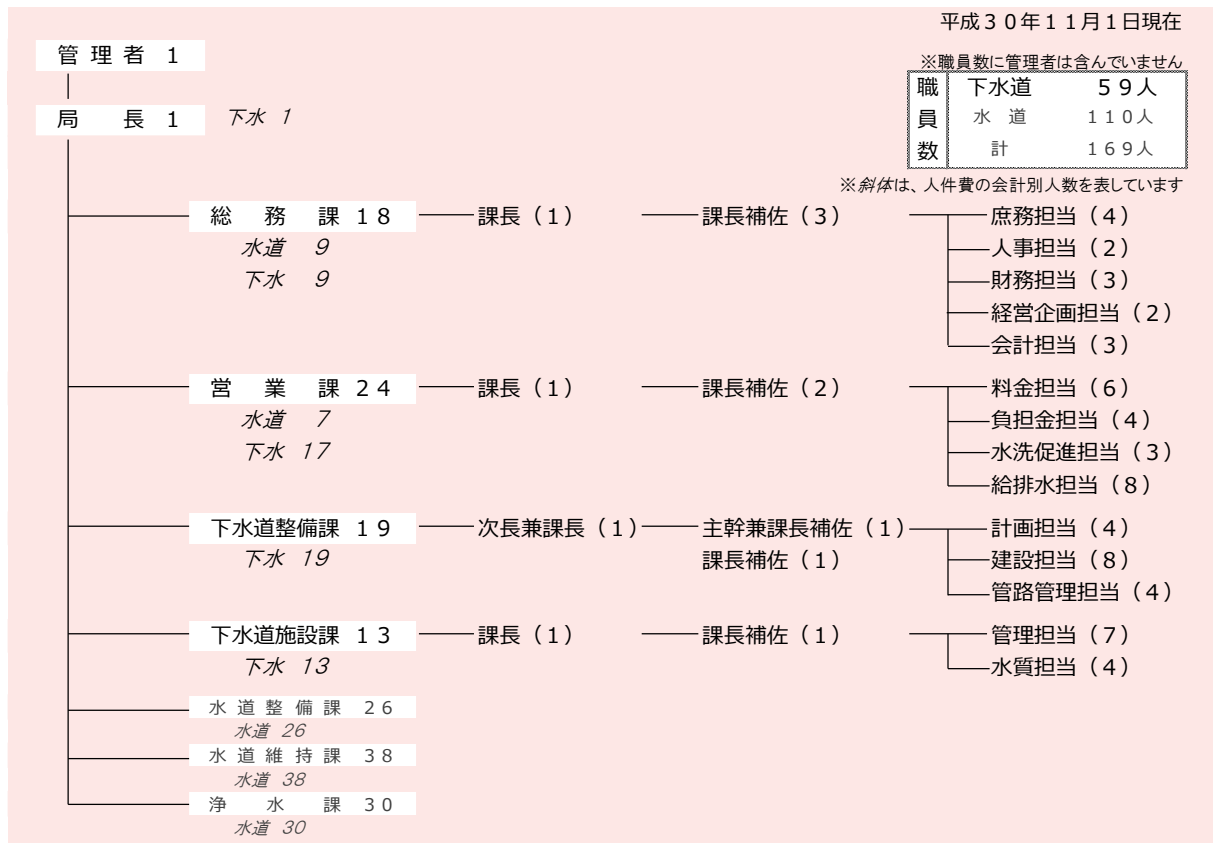 平成３０年１１月１日現在
管理者 １
※職員数に管理者は含んでいません
局　長 １　下水 １
職員数
下水道　５９人
水　道　１１０人
計　１６９人
※斜体は、人件費の会計別人数を表しています
総　務　課 １８　課長（１）　課長補佐（３）　庶務担当（４）
水道　９　人事担当（２）
下水　９　財務担当（３）
経営企画担当（２）
会計担当（３）
営　業　課 ２４　課長（１）　課長補佐（２）　料金担当（６）
水道　７　負担金担当（４）
下水　１７　水洗促進担当（３）
給排水担当（８）
下水道整備課 １９　次長兼課長（１）　主幹兼課長補佐（１）　計画担当（４）
下水　１９　課長補佐（１）　建設担当（８）
管路管理担当（４）
下水道施設課 １３　課長（１）　課長補佐（１）　管理担当（７）
下水　１３　水質担当（４）
水道整備課　２６
水道　２６
水道維持課　３８
水道　３８
浄　水　課　３０
水道　３０